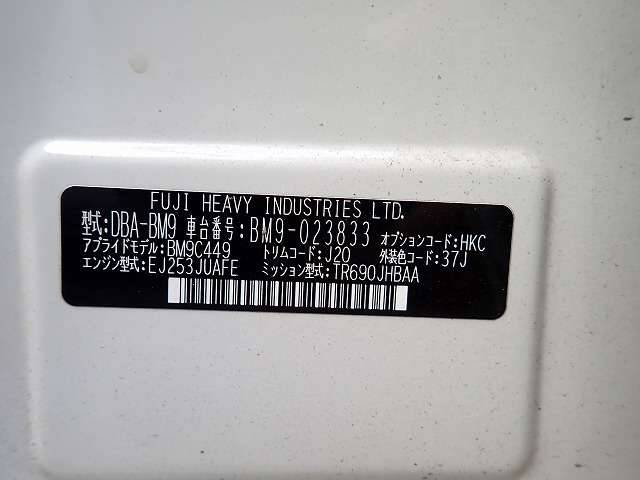 FUJI HEAVY INDUSTRIES LTD.
型式:DBA-BM9 車台番号:BM9-023833 オプションコード:HKC
アプライドモデル:BM9C449 トリムコード:J20 外装色コード:37J
エンジン型式:EJ253JUAFE ミッション型式:TR690JHBAA